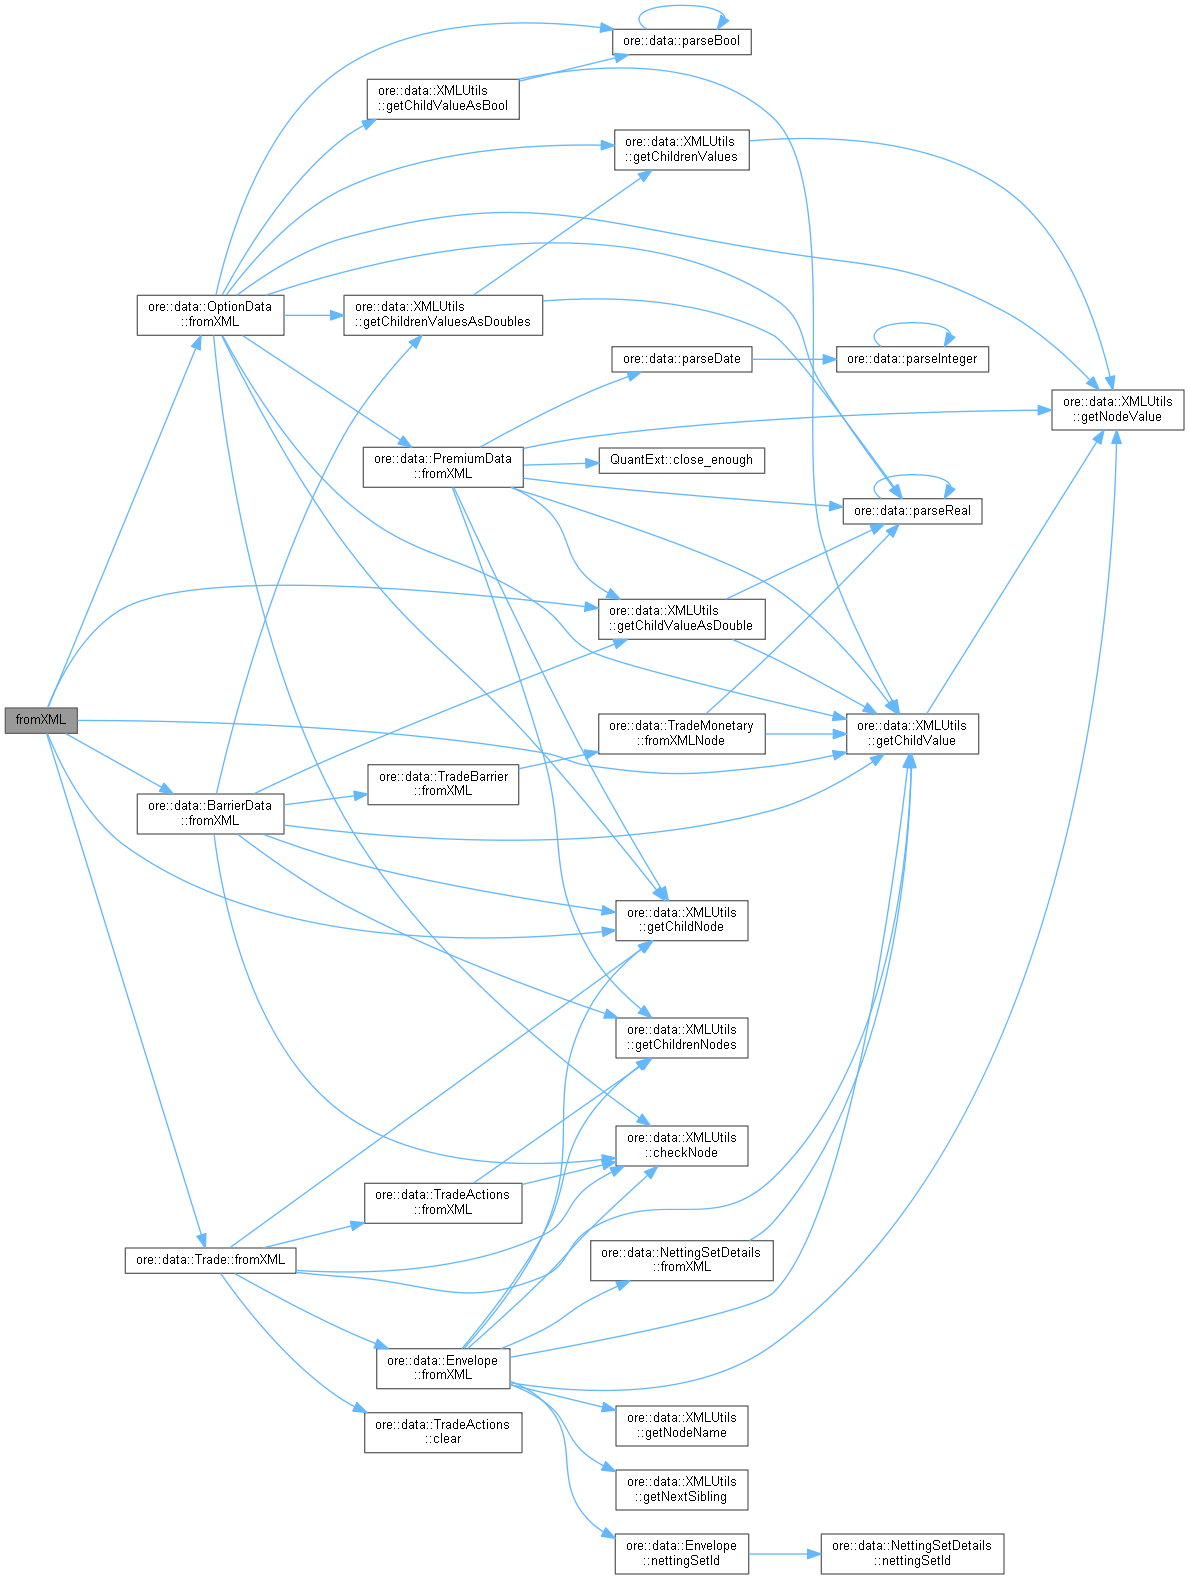 ore::data::parseBool
ore::data::XMLUtils
::getChildValueAsBool
ore::data::XMLUtils
::getChildrenValues
ore::data::OptionData
::fromXML
ore::data::XMLUtils
::getChildrenValuesAsDoubles
ore::data::parseDate
ore::data::parseInteger
ore::data::XMLUtils
::getNodeValue
ore::data::PremiumData
::fromXML
QuantExt::close_enough
ore::data::parseReal
ore::data::XMLUtils
::getChildValueAsDouble
fromXML
ore::data::TradeMonetary
::fromXMLNode
ore::data::XMLUtils
::getChildValue
ore::data::TradeBarrier
::fromXML
ore::data::BarrierData
::fromXML
ore::data::XMLUtils
::getChildNode
ore::data::XMLUtils
::getChildrenNodes
ore::data::XMLUtils
::checkNode
ore::data::TradeActions
::fromXML
ore::data::Trade::fromXML
ore::data::NettingSetDetails
::fromXML
ore::data::Envelope
::fromXML
ore::data::TradeActions
::clear
ore::data::XMLUtils
::getNodeName
ore::data::XMLUtils
::getNextSibling
ore::data::Envelope
::nettingSetId
ore::data::NettingSetDetails
::nettingSetId